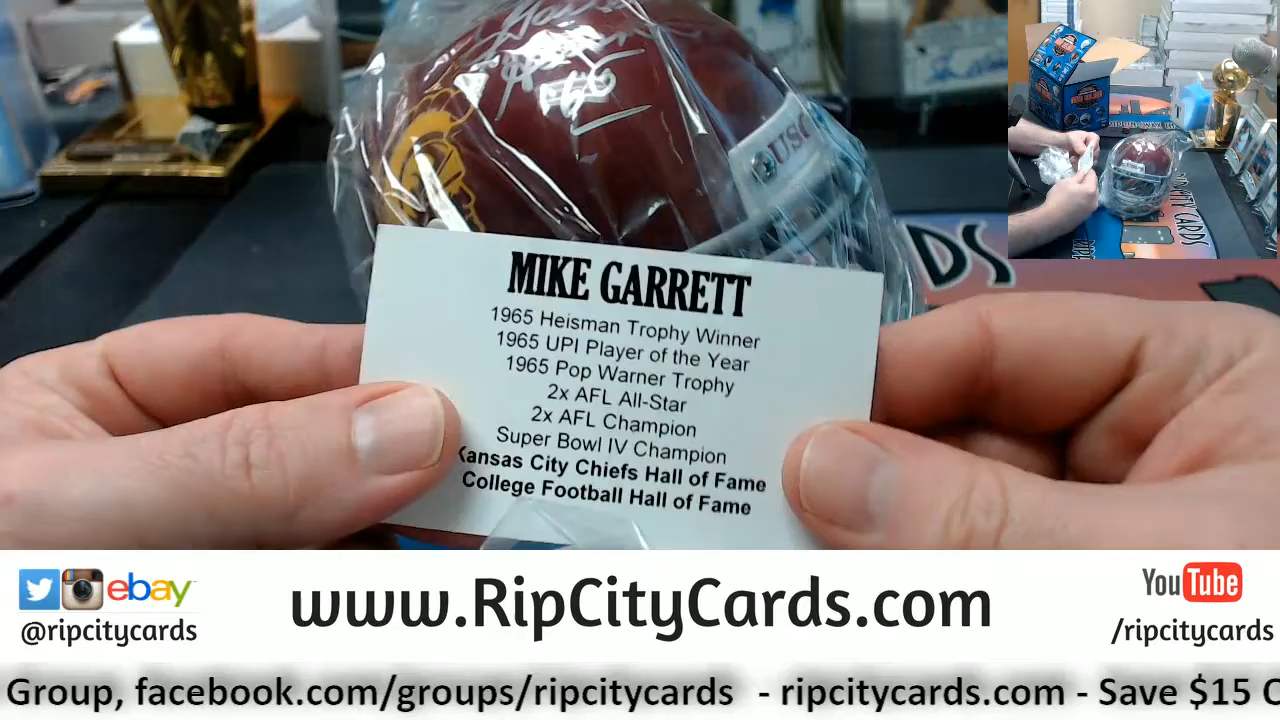 USC
MIKE GARRETT
1965 Heisman Trophy Winner
1965 UPI Player of the Year
1965 Pop Warner Trophy
2x AFL All-Star
2x AFL Champion
Super Bowl IV Champion
Kansas City Chiefs Hall of Fame
College Football Hall of Fame
DS
CARDS
ebay
@ripcitycards
www.RipCityCards.com
YouTube
/ripcitycards
Group, facebook.com/groups/ripcitycards - ripcitycards.com - Save $15